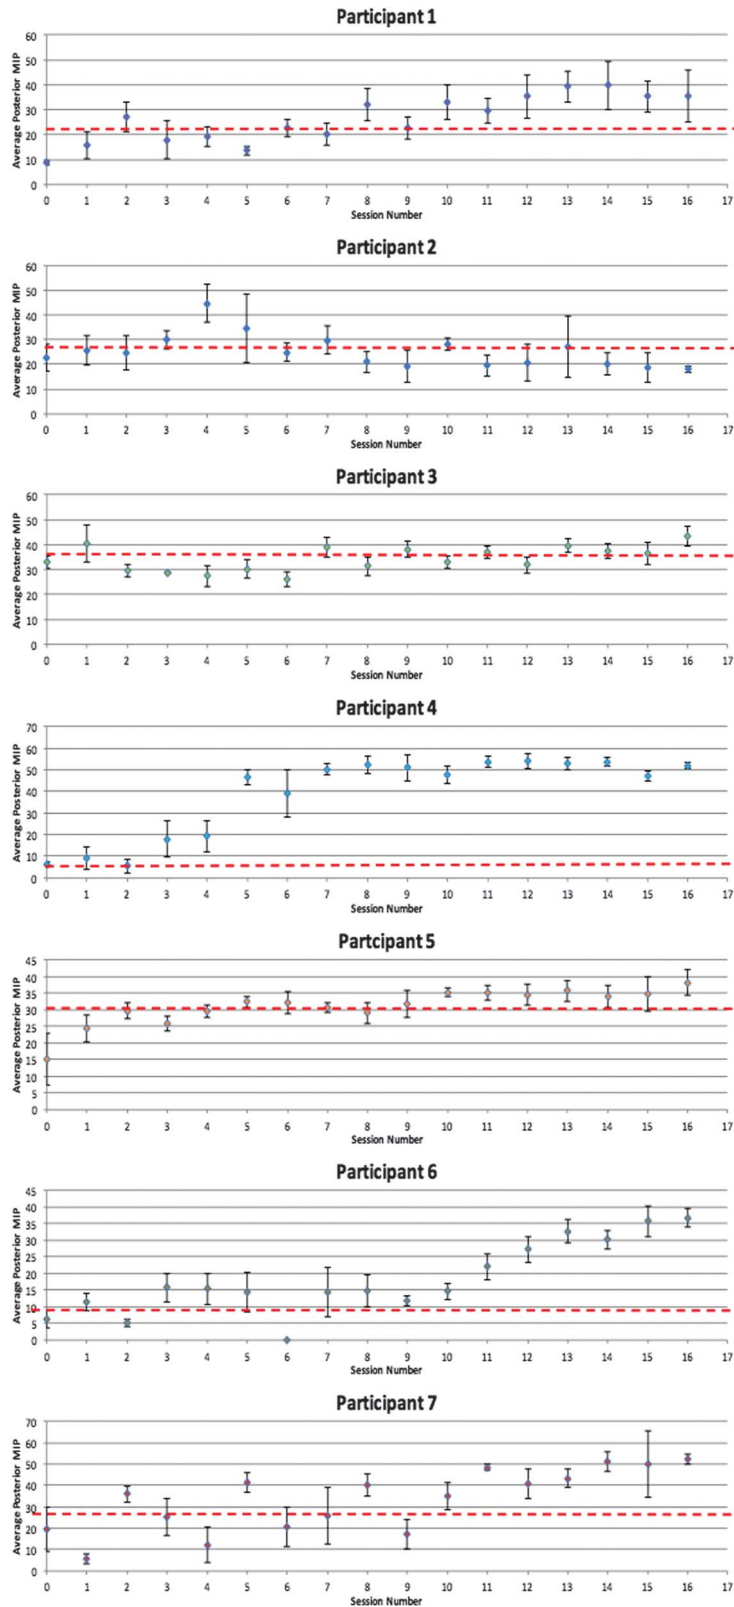 Participant 1
Average Posterior MIP
60
50
40
30
20
10
0
0 1 2 3 4 5 6 7 8 9 10 11 12 13 14 15 16 17
Session Number
Participant 2
Average Posterior MIP
60
50
40
30
20
10
0
0 1 2 3 4 5 6 7 8 9 10 11 12 13 14 15 16 17
Session Number
Participant 3
Average Posterior MIP
60
50
40
30
20
10
0
0 1 2 3 4 5 6 7 8 9 10 11 12 13 14 15 16 17
Session Number
Participant 4
Average Posterior MIP
70
60
50
40
30
20
10
0
0 1 2 3 4 5 6 7 8 9 10 11 12 13 14 15 16 17
Session Number
Partcipant 5
Average Posterior MIP
45
40
35
30
25
20
15
10
5
0
0 1 2 3 4 5 6 7 8 9 10 11 12 13 14 15 16 17
Session Number
Participant 6
Average Posterior MIP
45
40
35
30
25
20
15
10
5
0
0 1 2 3 4 5 6 7 8 9 10 11 12 13 14 15 16 17
Session Number
Participant 7
Average Posterior MIP
70
60
50
40
30
20
10
0
0 1 2 3 4 5 6 7 8 9 10 11 12 13 14 15 16 17
Session Number